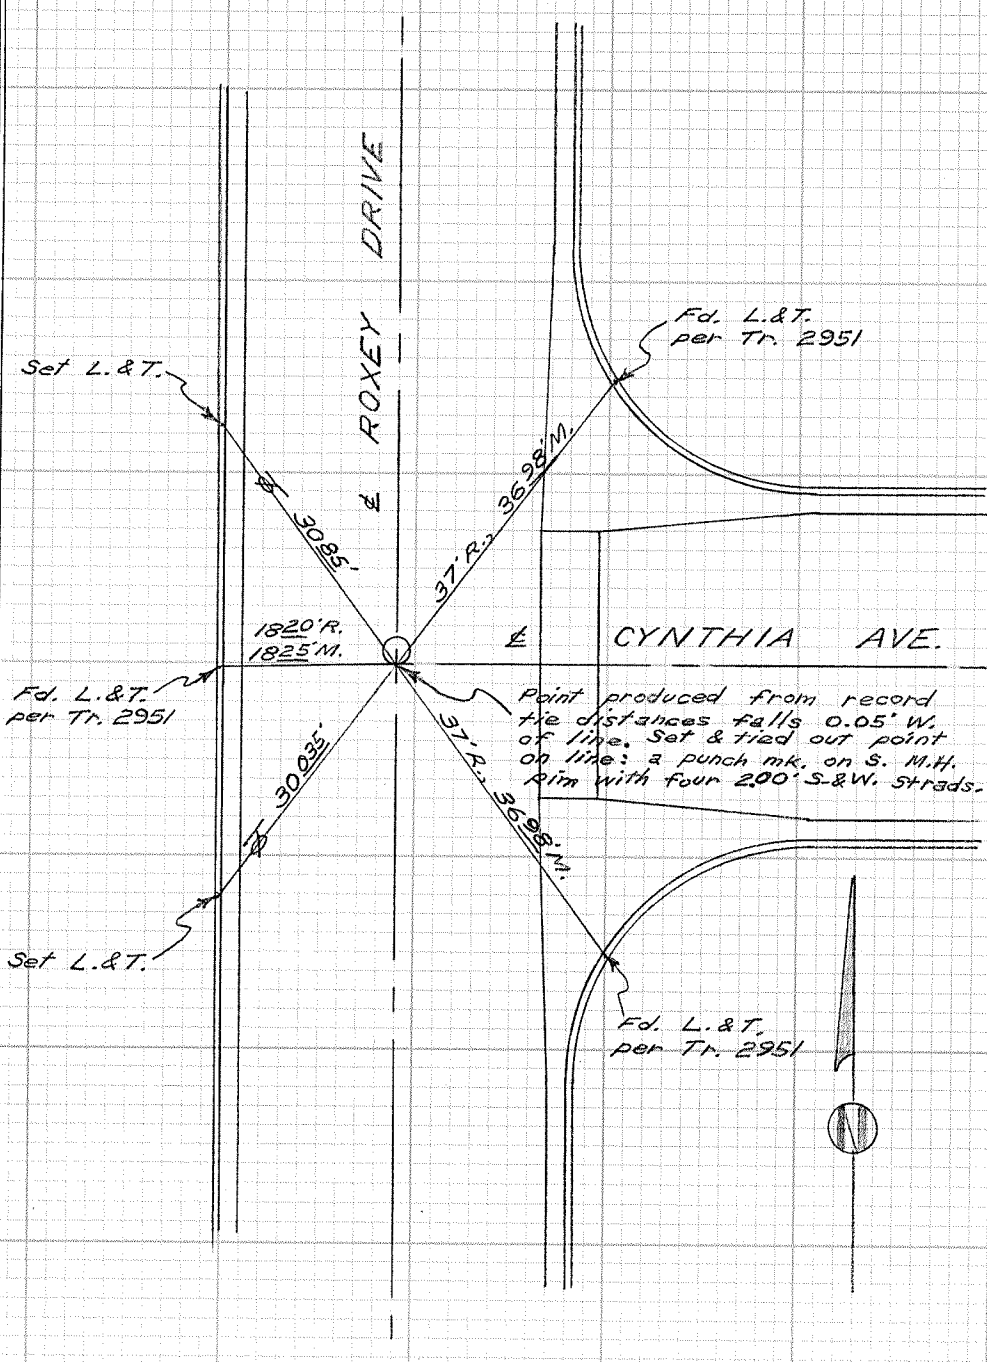 ℄ ROXEY DRIVE
Fd. L.&T.
per Tr. 2951
Set L.&T.
30.85'
37' R., 36.98' M.
18.20' R.
18.25' M.
℄ CYNTHIA AVE.
Fd. L.&T.
per Tr. 2951
Point produced from record
tie distances falls 0.05' W.
of line. Set & tied out point
on line: a punch mk. on S. M.H.
rim with four 2.00' S.&W. strads.
30.035'
37' R., 36.98' M.
Set L.&T.
Fd. L.&T.
per Tr. 2951
N